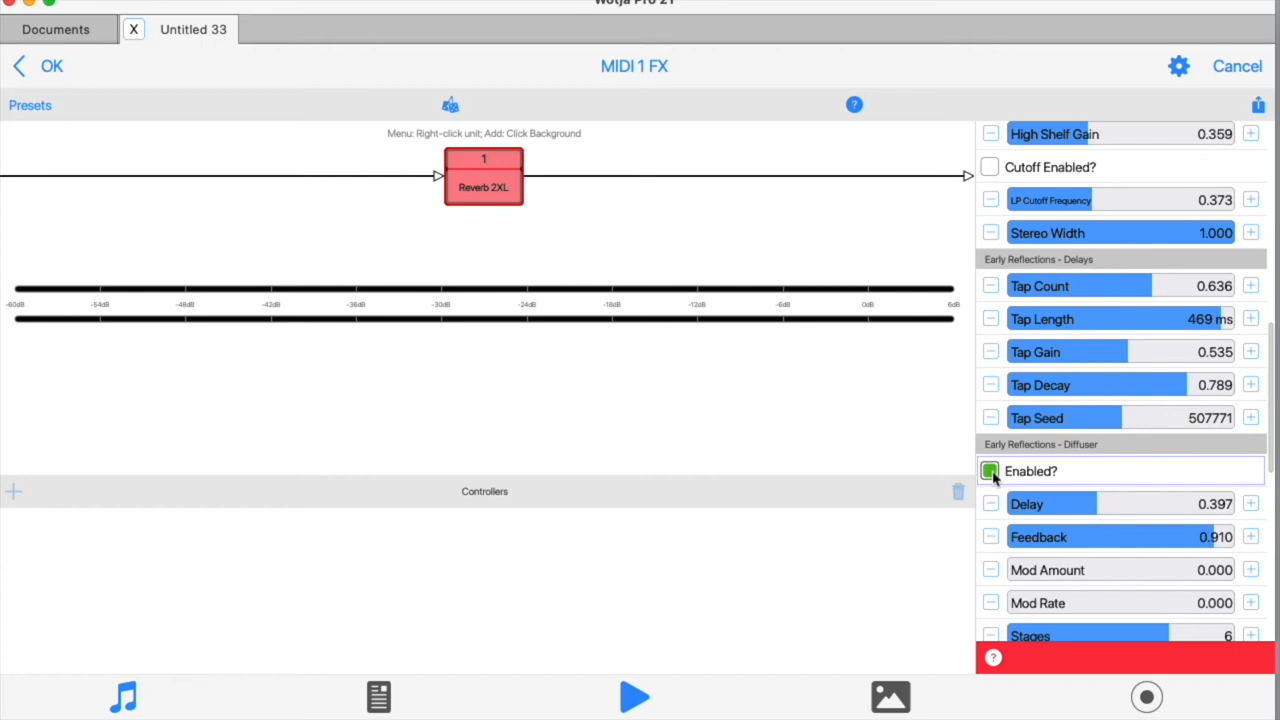 Wotja Pro 21
Documents
X Untitled 33
OK
MIDI 1 FX
Cancel
Presets
?
Menu: Right-click unit; Add: Click Background
1
Reverb 2XL
-60dB -54dB -48dB -42dB -36dB -30dB -24dB -18dB -12dB -6dB 0dB 6dB
Controllers
High Shelf Gain 0.359
Cutoff Enabled?
LP Cutoff Frequency 0.373
Stereo Width 1.000
Early Reflections - Delays
Tap Count 0.636
Tap Length 469 ms
Tap Gain 0.535
Tap Decay 0.789
Tap Seed 507771
Early Reflections - Diffuser
Enabled?
Delay 0.397
Feedback 0.910
Mod Amount 0.000
Mod Rate 0.000
Stages 6
?